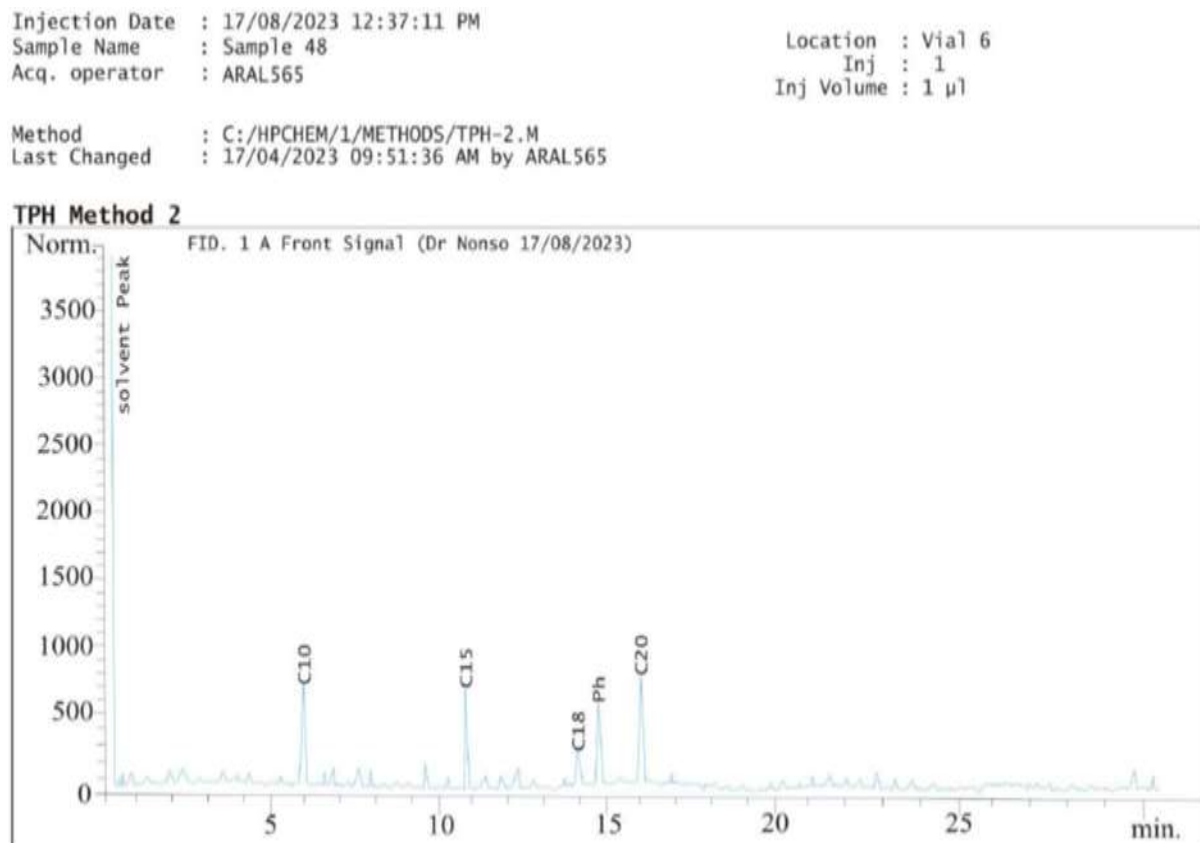 Injection Date : 17/08/2023 12:37:11 PM
Sample Name : Sample 48
Acq. operator : ARAL565
Location : Vial 6
Inj : 1
Inj Volume : 1 µl
Method : C:/HPCHEM/1/METHODS/TPH-2.M
Last Changed : 17/04/2023 09:51:36 AM by ARAL565
TPH Method 2
Norm.
FID. 1 A Front Signal (Dr Nonso 17/08/2023)
solvent Peak
3500
3000
2500
2000
1500
1000
500
0
C10
C15
C18
Ph
C20
5 10 15 20 25 min.